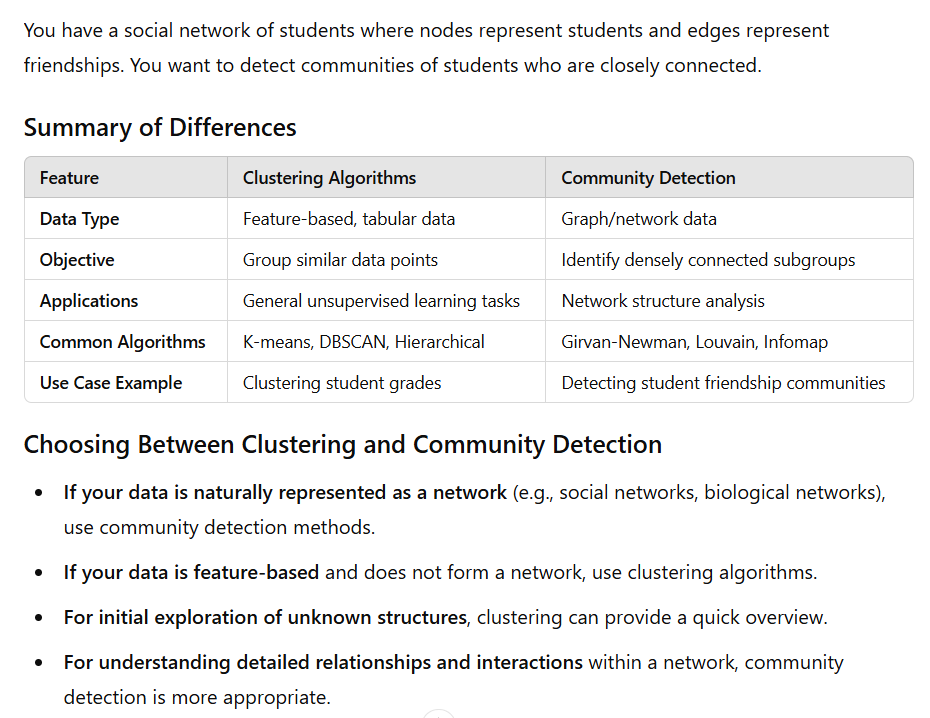 You have a social network of students where nodes represent students and edges represent
friendships. You want to detect communities of students who are closely connected.
Summary of Differences
Feature Clustering Algorithms Community Detection
Data Type Feature-based, tabular data Graph/network data
Objective Group similar data points Identify densely connected subgroups
Applications General unsupervised learning tasks Network structure analysis
Common Algorithms K-means, DBSCAN, Hierarchical Girvan-Newman, Louvain, Infomap
Use Case Example Clustering student grades Detecting student friendship communities
Choosing Between Clustering and Community Detection
• If your data is naturally represented as a network (e.g., social networks, biological networks),
use community detection methods.
• If your data is feature-based and does not form a network, use clustering algorithms.
• For initial exploration of unknown structures, clustering can provide a quick overview.
• For understanding detailed relationships and interactions within a network, community
detection is more appropriate.